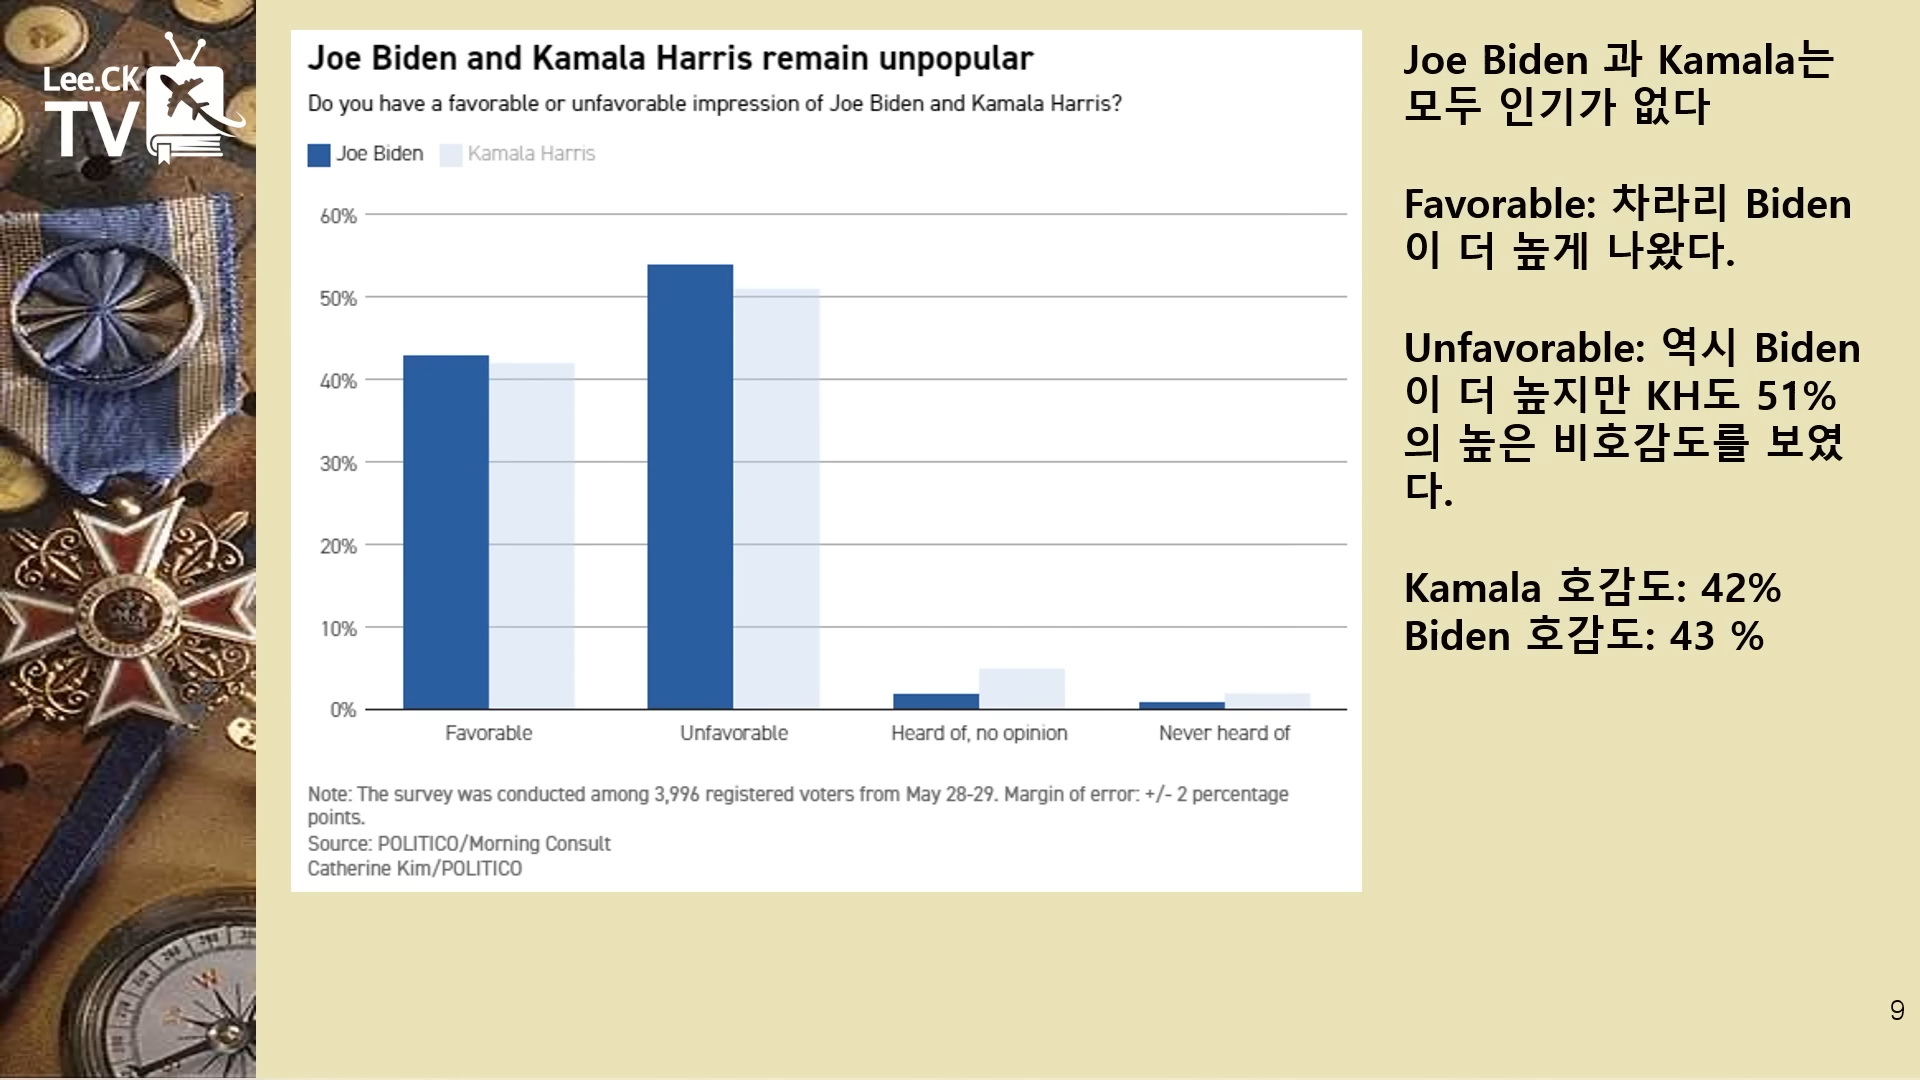 Lee.CK
TV
Joe Biden and Kamala Harris remain unpopular
Do you have a favorable or unfavorable impression of Joe Biden and Kamala Harris?
Joe Biden Kamala Harris
60%
50%
40%
30%
20%
10%
0%
Favorable Unfavorable Heard of, no opinion Never heard of
Note: The survey was conducted among 3,996 registered voters from May 28-29. Margin of error: +/- 2 percentage
points.
Source: POLITICO/Morning Consult
Catherine Kim/POLITICO
Joe Biden 과 Kamala는
모두 인기가 없다
Favorable: 차라리 Biden
이 더 높게 나왔다.
Unfavorable: 역시 Biden
이 더 높지만 KH도 51%
의 높은 비호감도를 보였
다.
Kamala 호감도: 42%
Biden 호감도: 43 %
W
9